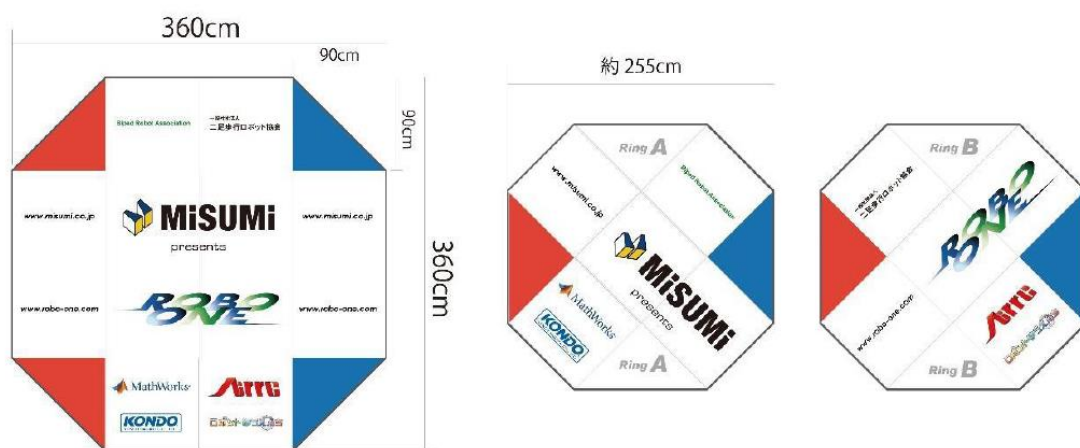 360cm
90cm
90cm
360cm
Biped Robot Association
一般社団法人
二足歩行ロボット協会
www.misumi.co.jp
MiSUMi
www.misumi.co.jp
presents
www.robo-one.com
ROBO
ONE
www.robo-one.com
MathWorks
KONDO
約 255cm
Ring A
www.misumi.co.jp
Biped Robot Association
MiSUMi
presents
MathWorks
KONDO
Ring A
Ring B
一般社団法人
二足歩行ロボット協会
ROBO
ONE
www.robo-one.com
Ring B